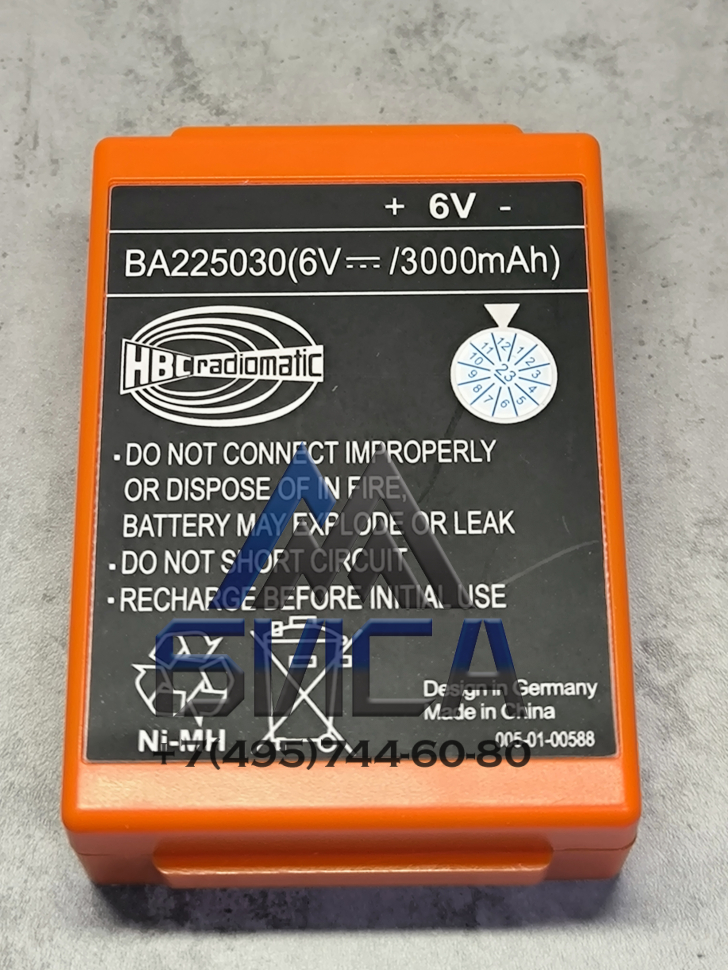 + 6V -
BA225030(6V⎓/3000mAh)
HBC radiomatic
12 1 2 3 4 5 6 7 8 9 10 11
23
▪DO NOT CONNECT IMPROPERLY
OR DISPOSE OF IN FIRE,
BATTERY MAY EXPLODE OR LEAK
▪DO NOT SHORT CIRCUIT
▪RECHARGE BEFORE INITIAL USE
SVICA
Design in Germany
Made in China
Ni-MH
005-01-00588
+7(495)744-60-80